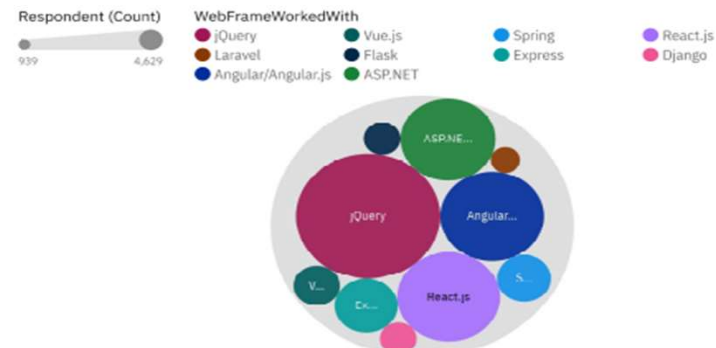 Respondent (Count)
939
4,629
WebFrameWorkedWith
jQuery
Vue.js
Spring
React.js
Laravel
Flask
Express
Django
Angular/Angular.js
ASP.NET
ASP.NE...
jQuery
Angular...
V...
S...
Ex...
React.js